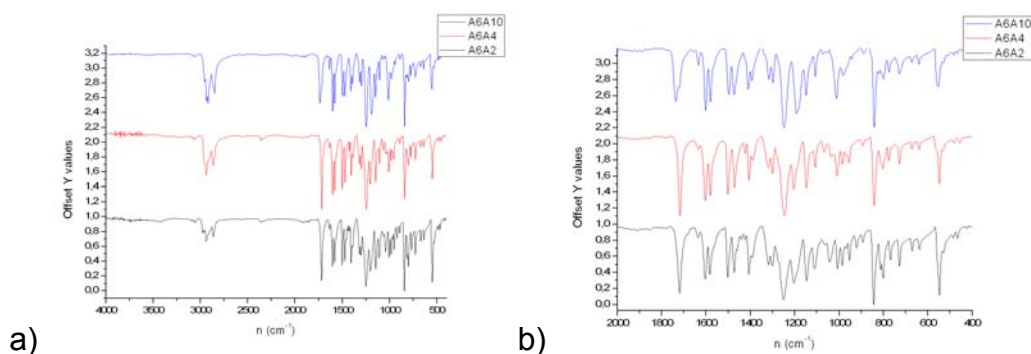 A6A10
A6A4
A6A2
3,2
3,0
2,8
2,6
2,4
2,2
2,0
1,8
1,6
1,4
1,2
1,0
0,8
0,6
0,4
0,2
0,0
Offset Y values
4000 3500 3000 2500 2000 1500 1000 500
n (cm⁻¹)
a)
A6A10
A6A4
A6A2
3,2
3,0
2,8
2,6
2,4
2,2
2,0
1,8
1,6
1,4
1,2
1,0
0,8
0,6
0,4
0,2
0,0
Offset Y values
2000 1800 1600 1400 1200 1000 800 600 400
n (cm⁻¹)
b)